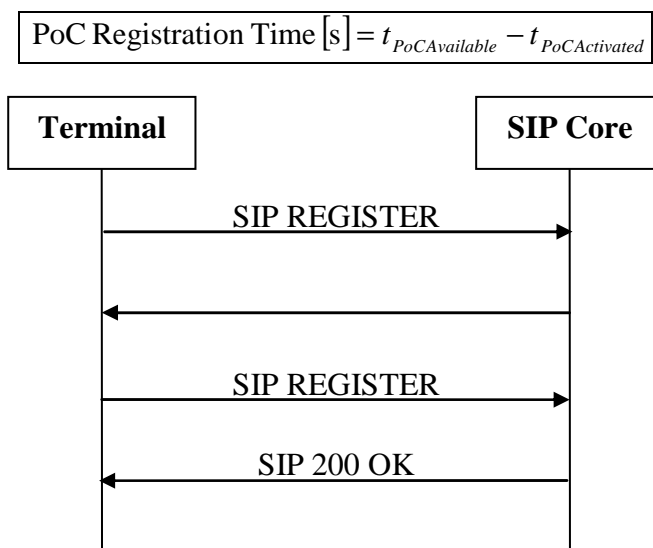 PoC Registration Time [s] = t_PoCAvailable − t_PoCActivated
Terminal
SIP Core
SIP REGISTER
SIP REGISTER
SIP 200 OK